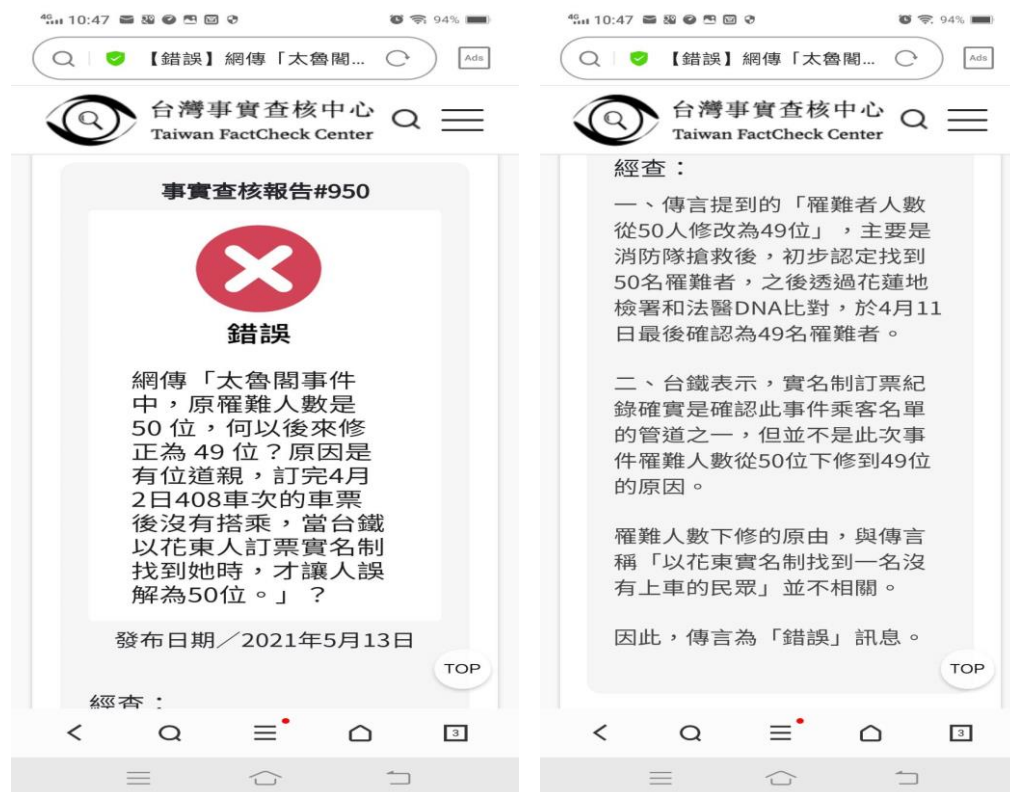 10:47
94%
【錯誤】網傳「太魯閣...
Ads
台灣事實查核中心
Taiwan FactCheck Center
事實查核報告#950
錯誤
網傳「太魯閣事件
中，原罹難人數是
50 位，何以後來修
正為 49 位？原因是
有位道親，訂完4月
2日408車次的車票
後沒有搭乘，當台鐵
以花東人訂票實名制
找到她時，才讓人誤
解為50位。」？
發布日期／2021年5月13日
TOP
經查：
3
10:47
94%
【錯誤】網傳「太魯閣...
Ads
台灣事實查核中心
Taiwan FactCheck Center
經查：
一、傳言提到的「罹難者人數
從50人修改為49位」，主要是
消防隊搶救後，初步認定找到
50名罹難者，之後透過花蓮地
檢署和法醫DNA比對，於4月11
日最後確認為49名罹難者。
二、台鐵表示，實名制訂票紀
錄確實是確認此事件乘客名單
的管道之一，但並不是此次事
件罹難人數從50位下修到49位
的原因。
罹難人數下修的原由，與傳言
稱「以花東實名制找到一名沒
有上車的民眾」並不相關。
因此，傳言為「錯誤」訊息。
TOP
3